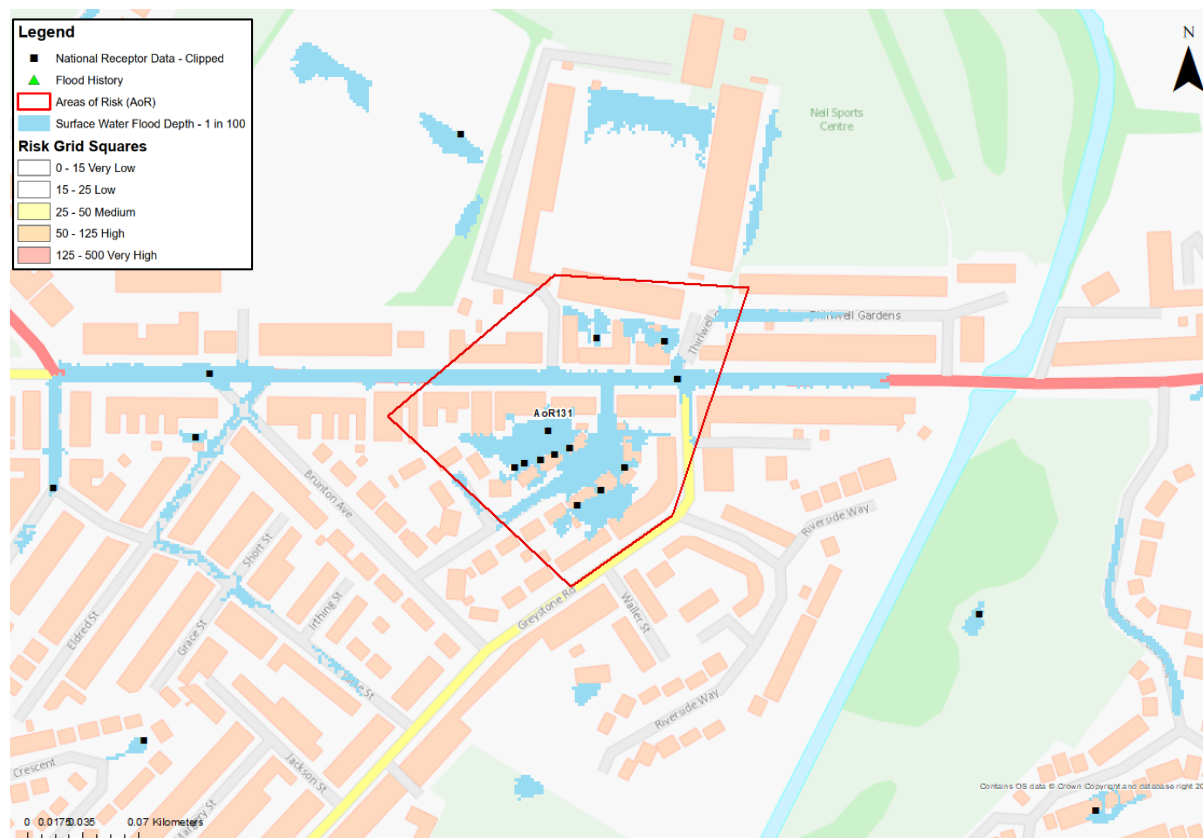 Legend
National Receptor Data - Clipped
Flood History
Areas of Risk (AoR)
Surface Water Flood Depth - 1 in 100
Risk Grid Squares
0 - 15 Very Low
15 - 25 Low
25 - 50 Medium
50 - 125 High
125 - 500 Very High
N
Neil Sports
Centre
Thirlwell Gardens
Thirlwell
AoR131
Brunton Ave
Short St
Riverside Way
Irthing St
Eldred St
Grace St
Greystone Rd
Waller St
Riverside Way
Crescent
Jackson St
Contains OS data © Crown Copyright and database right 20
0 0.0175 0.035 0.07 Kilometers